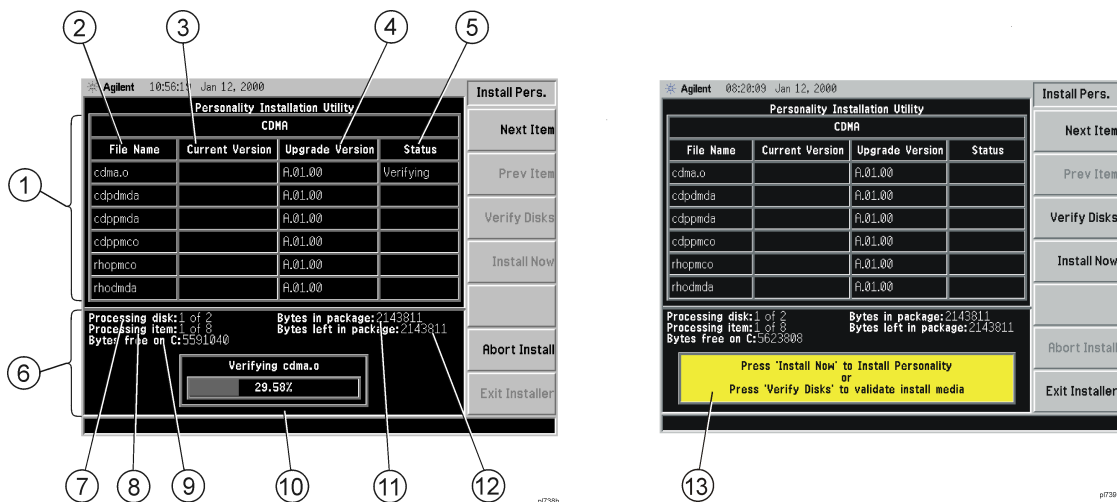 2
3
4
5
Agilent 10:56:19 Jan 12, 2000
Install Pers.
Personality Installation Utility
CDMA
File Name Current Version Upgrade Version Status
cdma.o A.01.00 Verifying
cdpdmda A.01.00
cdppmda A.01.00
cdppmco A.01.00
rhopmco A.01.00
rhodmda A.01.00
Next Item
Prev Item
Verify Disks
Install Now
Abort Install
Exit Installer
1
Processing disk:1 of 2 Bytes in package:2143811
Processing item:1 of 8 Bytes left in package:2143811
Bytes free on C:5591040
Verifying cdma.o
29.58%
6
7
8
9
10
11
12
pl738b
Agilent 08:20:09 Jan 12, 2000
Install Pers.
Personality Installation Utility
CDMA
File Name Current Version Upgrade Version Status
cdma.o A.01.00
cdpdmda A.01.00
cdppmda A.01.00
cdppmco A.01.00
rhopmco A.01.00
rhodmda A.01.00
Next Item
Prev Item
Verify Disks
Install Now
Abort Install
Exit Installer
Processing disk:1 of 2 Bytes in package:2143811
Processing item:1 of 8 Bytes left in package:2143811
Bytes free on C:5623808
Press 'Install Now' to Install Personality
or
Press 'Verify Disks' to validate install media
13